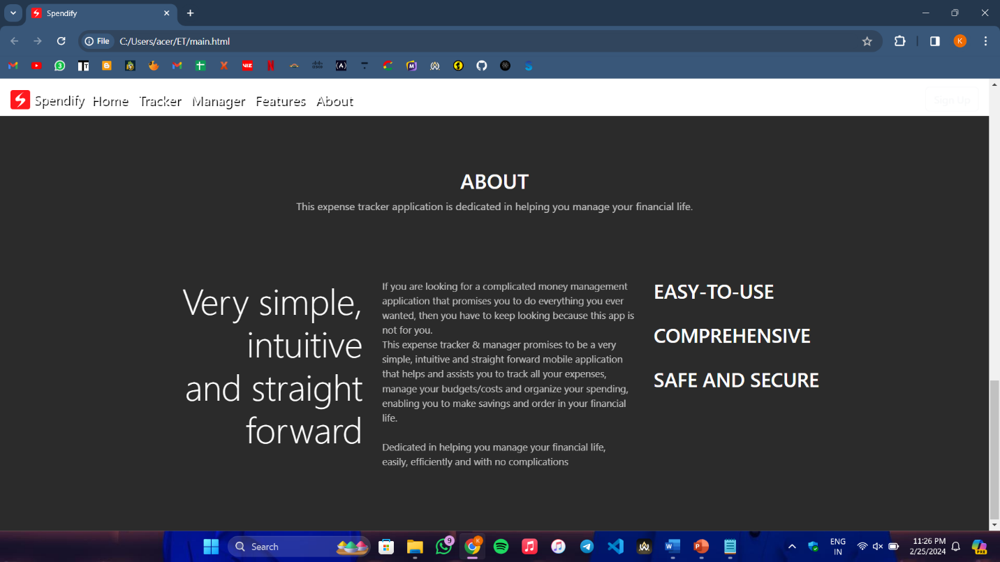 Spendify
File C:/Users/acer/ET/main.html
K
Spendify Home Tracker Manager Features About Sign Up
ABOUT
This expense tracker application is dedicated in helping you manage your financial life.
Very simple,
intuitive
and straight
forward
If you are looking for a complicated money management
application that promises you to do everything you ever
wanted, then you have to keep looking because this app is
not for you.
This expense tracker & manager promises to be a very
simple, intuitive and straight forward mobile application
that helps and assists you to track all your expenses,
manage your budgets/costs and organize your spending,
enabling you to make savings and order in your financial
life.
Dedicated in helping you manage your financial life,
easily, efficiently and with no complications
EASY-TO-USE
COMPREHENSIVE
SAFE AND SECURE
Search
9
K
ENG
IN
11:26 PM
2/25/2024
PRE